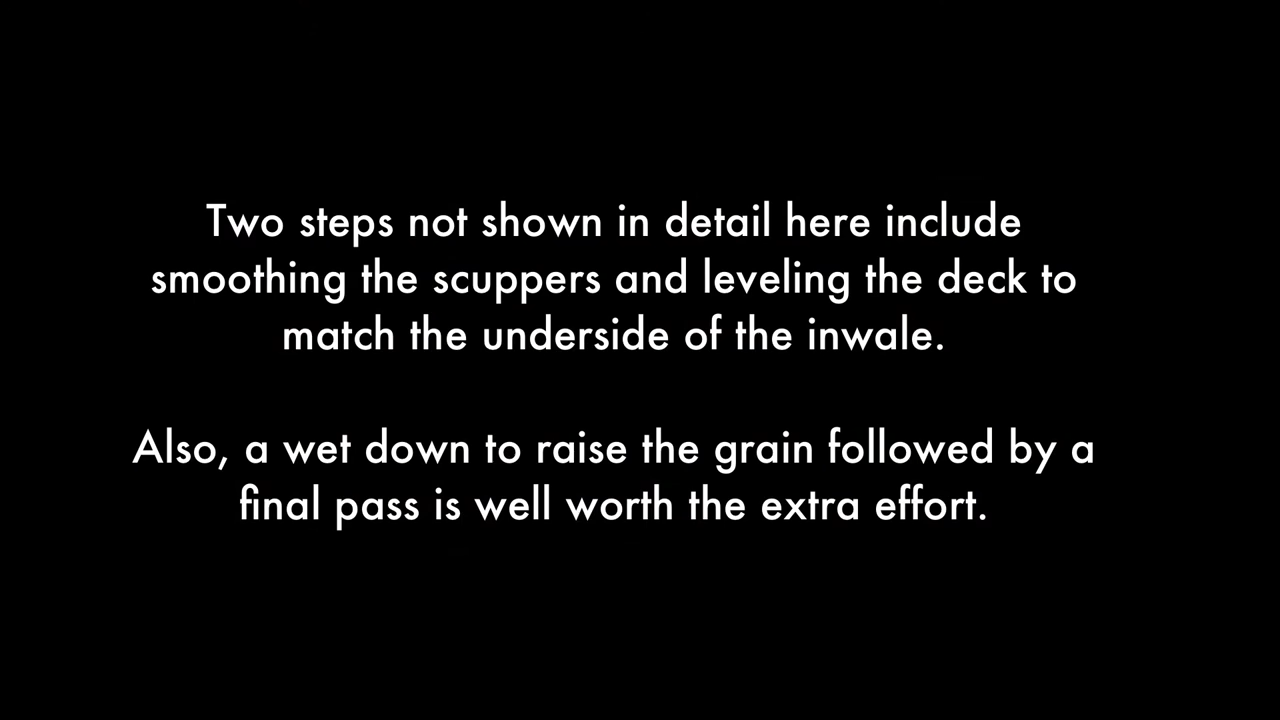 Two steps not shown in detail here include
smoothing the scuppers and leveling the deck to
match the underside of the inwale.
Also, a wet down to raise the grain followed by a
final pass is well worth the extra effort.